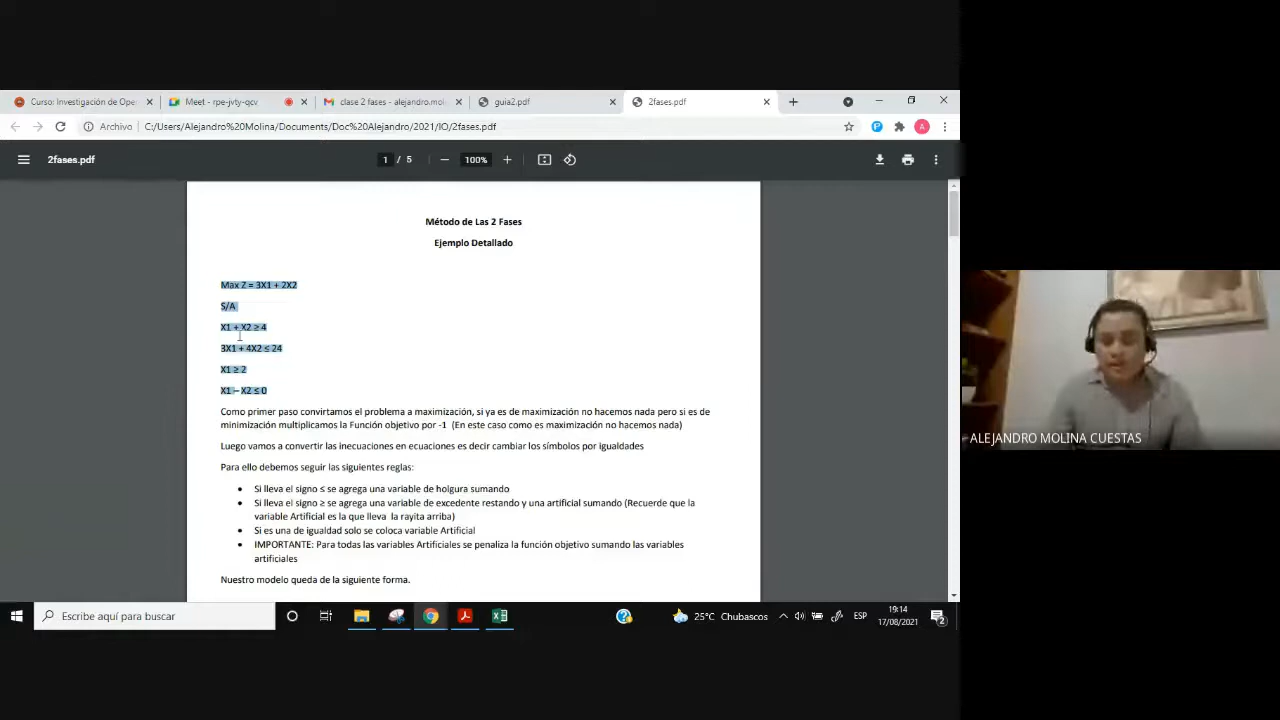 Curso: Investigación de Ope
Meet - rpe-jvty-qcv
clase 2 fases - alejandro.mol
guia2.pdf
2fases.pdf
Archivo C:/Users/Alejandro%20Molina/Documents/Doc%20Alejandro/2021/IO/2fases.pdf
A
2fases.pdf
1 / 5
100%
Método de Las 2 Fases
Ejemplo Detallado
Max Z = 3X1 + 2X2
S/A
X1 + X2 ≥ 4
3X1 + 4X2 ≤ 24
X1 ≥ 2
X1 – X2 ≤ 0
Como primer paso convirtamos el problema a maximización, si ya es de maximización no hacemos nada pero si es de
minimización multiplicamos la Función objetivo por -1 (En este caso como es maximización no hacemos nada)
Luego vamos a convertir las inecuaciones en ecuaciones es decir cambiar los símbolos por igualdades
Para ello debemos seguir las siguientes reglas:
• Si lleva el signo ≤ se agrega una variable de holgura sumando
• Si lleva el signo ≥ se agrega una variable de excedente restando y una artificial sumando (Recuerde que la
variable Artificial es la que lleva la rayita arriba)
• Si es una de igualdad solo se coloca variable Artificial
• IMPORTANTE: Para todas las variables Artificiales se penaliza la función objetivo sumando las variables
artificiales
Nuestro modelo queda de la siguiente forma.
ALEJANDRO MOLINA CUESTAS
Escribe aquí para buscar
25°C Chubascos
ESP
19:14
17/08/2021
2